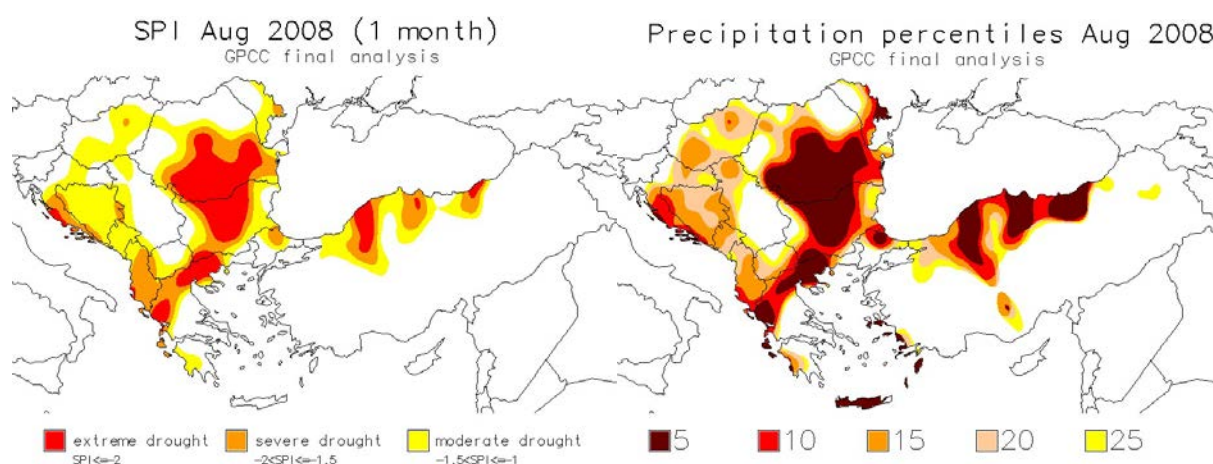 SPI Aug 2008 (1 month)
GPCC final analysis
Precipitation percentiles Aug 2008
GPCC final analysis
extreme drought
SPI<=-2
severe drought
-2<SPI<=-1.5
moderate drought
-1.5<SPI<=-1
5
10
15
20
25